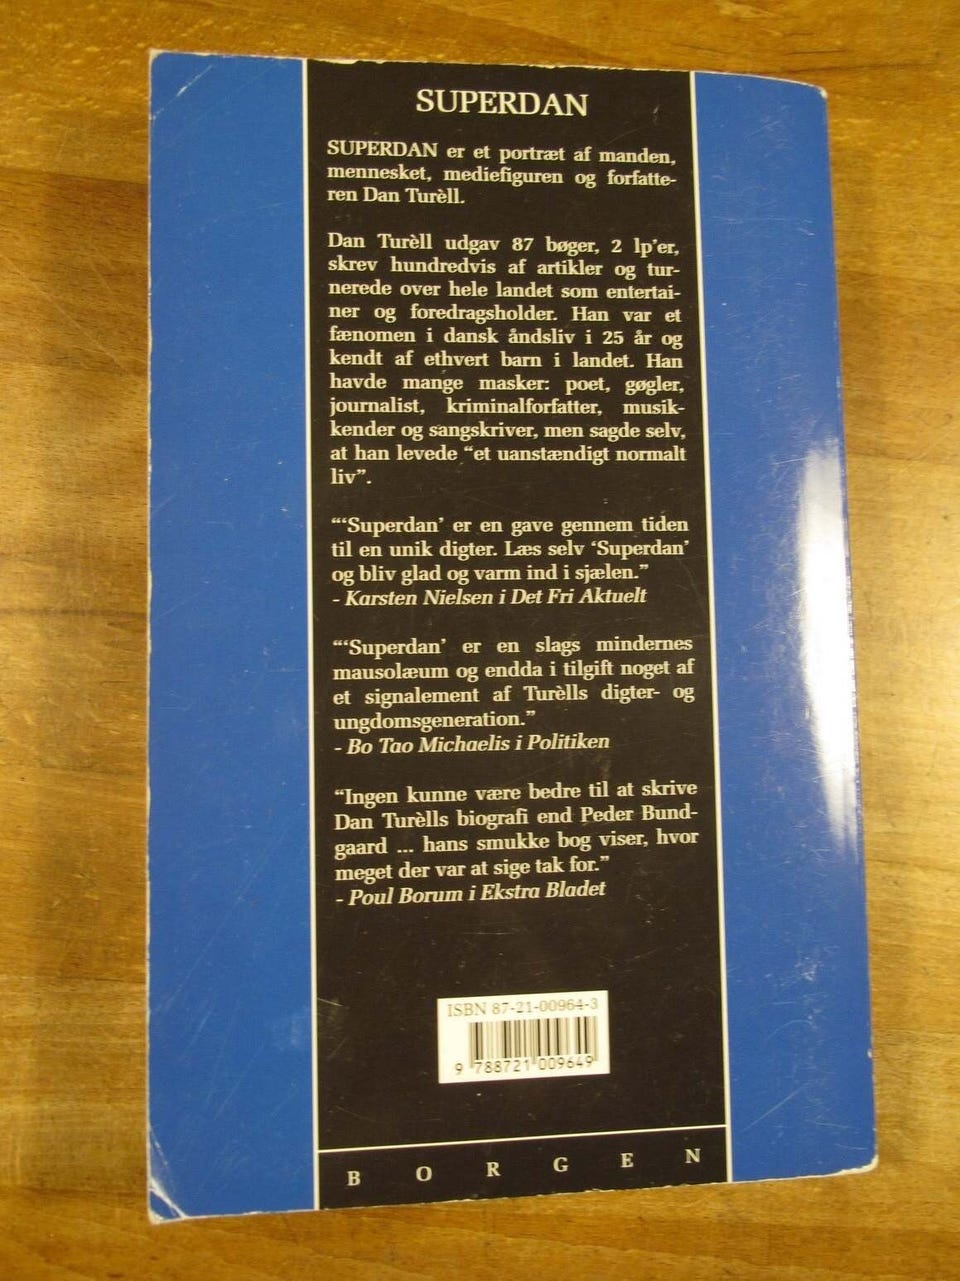 SUPERDAN
SUPERDAN er et portræt af manden,
mennesket, mediefiguren og forfatte-
ren Dan Turèll.
Dan Turèll udgav 87 bøger, 2 lp’er,
skrev hundredvis af artikler og tur-
nerede over hele landet som entertai-
ner og foredragsholder. Han var et
fænomen i dansk åndsliv i 25 år og
kendt af ethvert barn i landet. Han
havde mange masker: poet, gøgler,
journalist, kriminalforfatter, musik-
kender og sangskriver, men sagde selv,
at han levede “et uanstændigt normalt
liv”.
“‘Superdan’ er en gave gennem tiden
til en unik digter. Læs selv ‘Superdan’
og bliv glad og varm ind i sjælen.”
- Karsten Nielsen i Det Fri Aktuelt
“‘Superdan’ er en slags mindernes
mausolæum og endda i tilgift noget af
et signalement af Turèlls digter- og
ungdomsgeneration.”
- Bo Tao Michaelis i Politiken
“Ingen kunne være bedre til at skrive
Dan Turèlls biografi end Peder Bund-
gaard ... hans smukke bog viser, hvor
meget der var at sige tak for.”
- Poul Borum i Ekstra Bladet
ISBN 87-21-00964-3
9 788721 009649
BORGEN